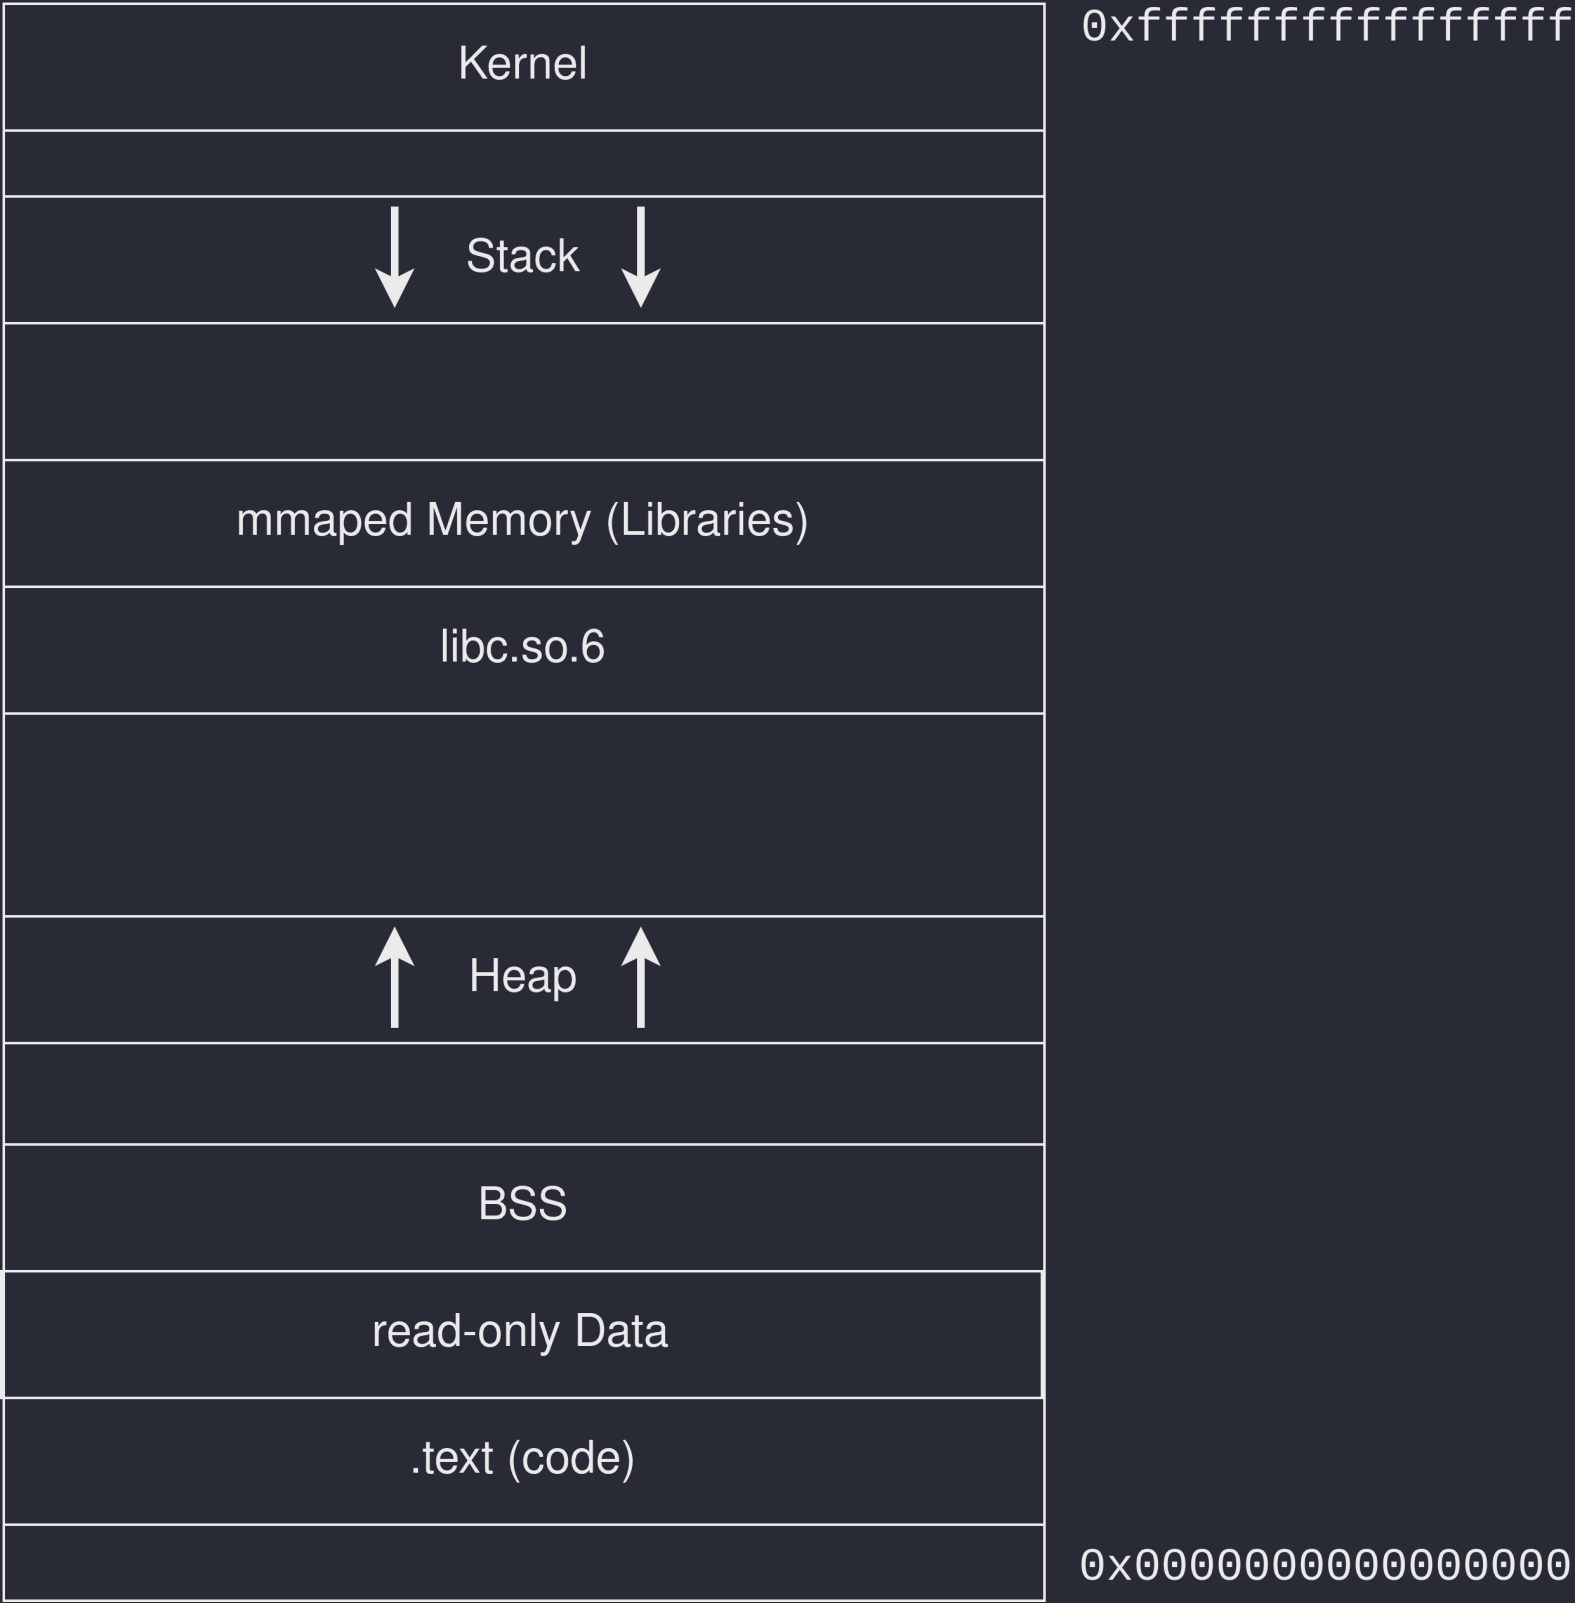 Kernel
0xffffffffffffffff
Stack
mmaped Memory (Libraries)
libc.so.6
Heap
BSS
read-only Data
.text (code)
0x0000000000000000